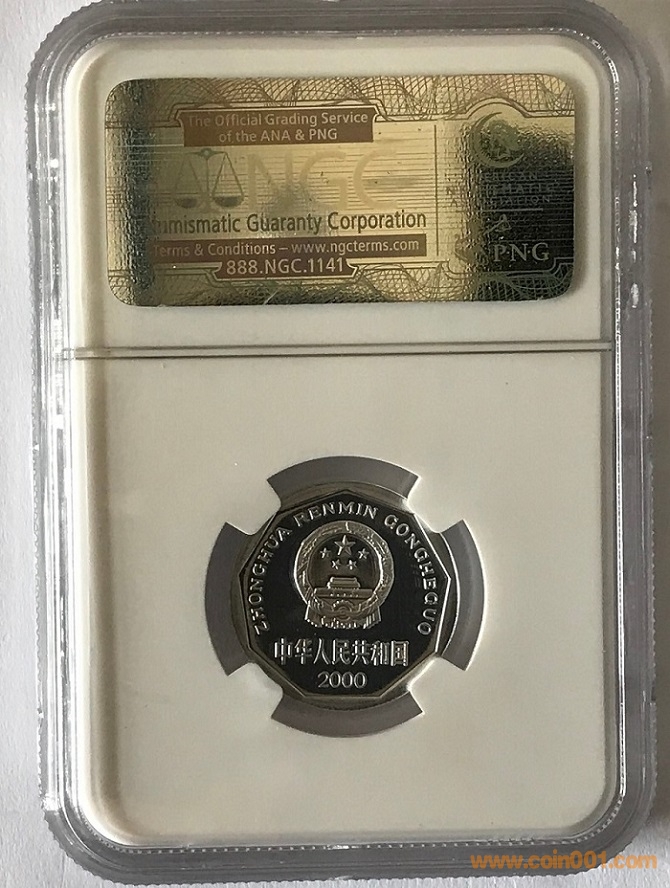 The Official Grading Service
of the ANA & PNG
NGC
Numismatic Guaranty Corporation
Terms & Conditions – www.ngcterms.com
888.NGC.1141
PNG
ZHONGHUA RENMIN GONGHEGUO
中华人民共和国
2000
www.coin001.com